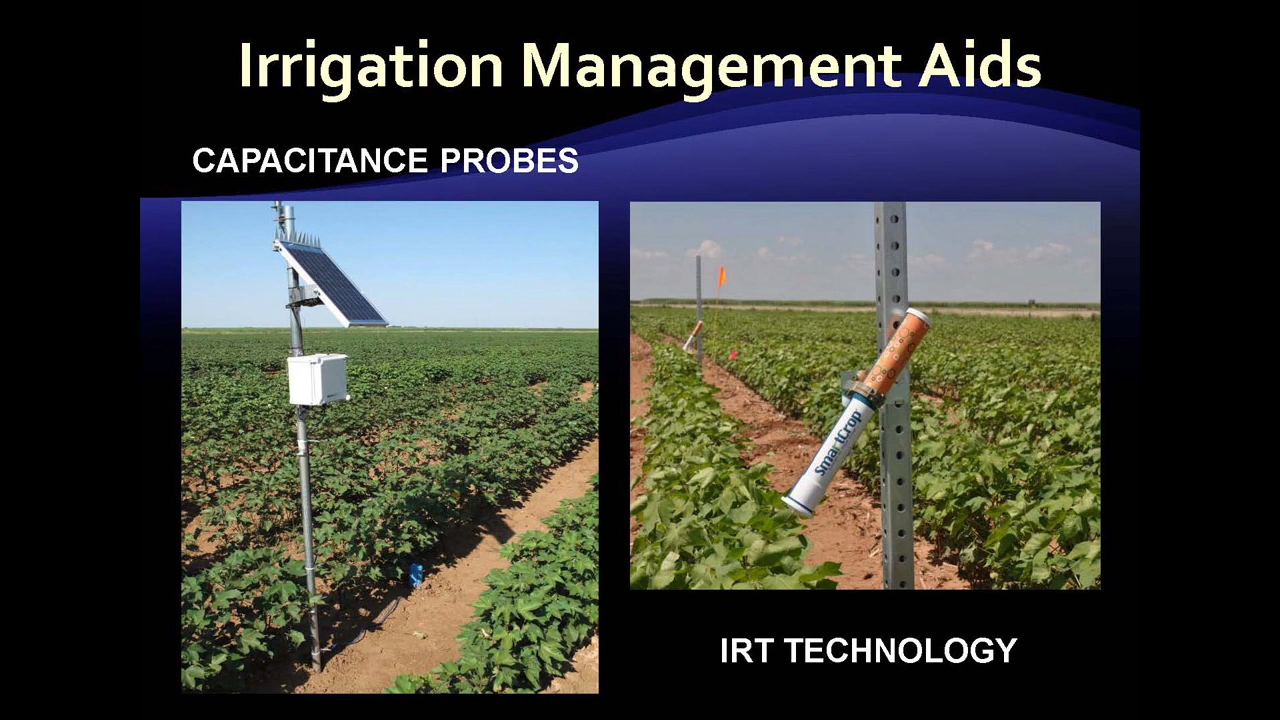 Irrigation Management Aids
CAPACITANCE PROBES
SmartCrop
IRT TECHNOLOGY